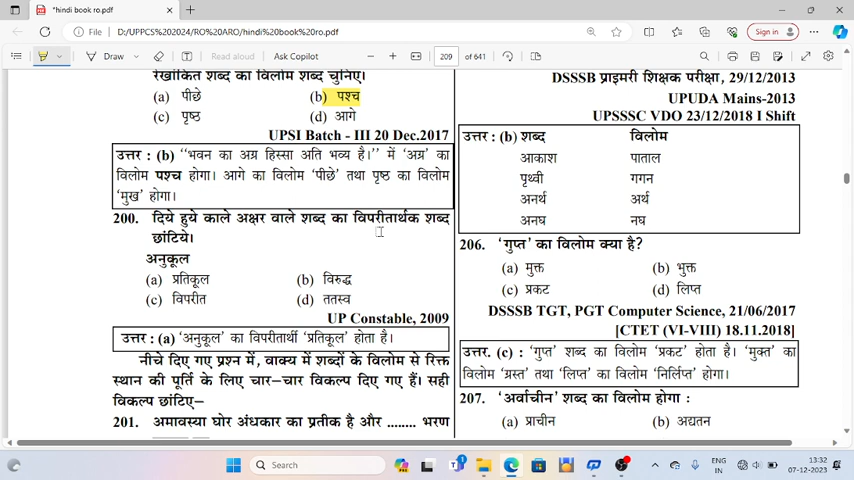 *hindi book ro.pdf
File
D:/UPPCS%202024/RO%20ARO/hindi%20book%20ro.pdf
Sign in
Draw
Read aloud
Ask Copilot
209
of 641
रेखांकित शब्द का विलोम शब्द चुनिए।
(a) पीछे
(b) पश्च
(c) पृष्ठ
(d) आगे
UPSI Batch - III 20 Dec.2017
उत्तर : (b) ''भवन का अग्र हिस्सा अति भव्य है।'' में 'अग्र' का
विलोम पश्च होगा। आगे का विलोम 'पीछे' तथा पृष्ठ का विलोम
'मुख' होगा।
200. दिये हुये काले अक्षर वाले शब्द का विपरीतार्थक शब्द
छांटिये।
अनुकूल
(a) प्रतिकूल
(b) विरुद्ध
(c) विपरीत
(d) ततस्व
UP Constable, 2009
उत्तर : (a) 'अनुकूल' का विपरीतार्थी 'प्रतिकूल' होता है।
नीचे दिए गए प्रश्न में, वाक्य में शब्दों के विलोम से रिक्त
स्थान की पूर्ति के लिए चार-चार विकल्प दिए गए हैं। सही
विकल्प छांटिए–
201. अमावस्या घोर अंधकार का प्रतीक है और ........ भरण
DSSSB प्राइमरी शिक्षक परीक्षा, 29/12/2013
UPUDA Mains-2013
UPSSSC VDO 23/12/2018 I Shift
उत्तर : (b) शब्द विलोम
आकाश पाताल
पृथ्वी गगन
अनर्थ अर्थ
अनघ नघ
206. 'गुप्त' का विलोम क्या है?
(a) मुक्त
(b) भुक्त
(c) प्रकट
(d) लिप्त
DSSSB TGT, PGT Computer Science, 21/06/2017
[CTET (VI-VIII) 18.11.2018]
उत्तर. (c) : 'गुप्त' शब्द का विलोम 'प्रकट' होता है। 'मुक्त' का
विलोम 'ग्रस्त' तथा 'लिप्त' का विलोम 'निर्लिप्त' होगा।
207. 'अर्वाचीन' शब्द का विलोम होगा :
(a) प्राचीन
(b) अद्यतन
Search
ENG
IN
13:32
07-12-2023